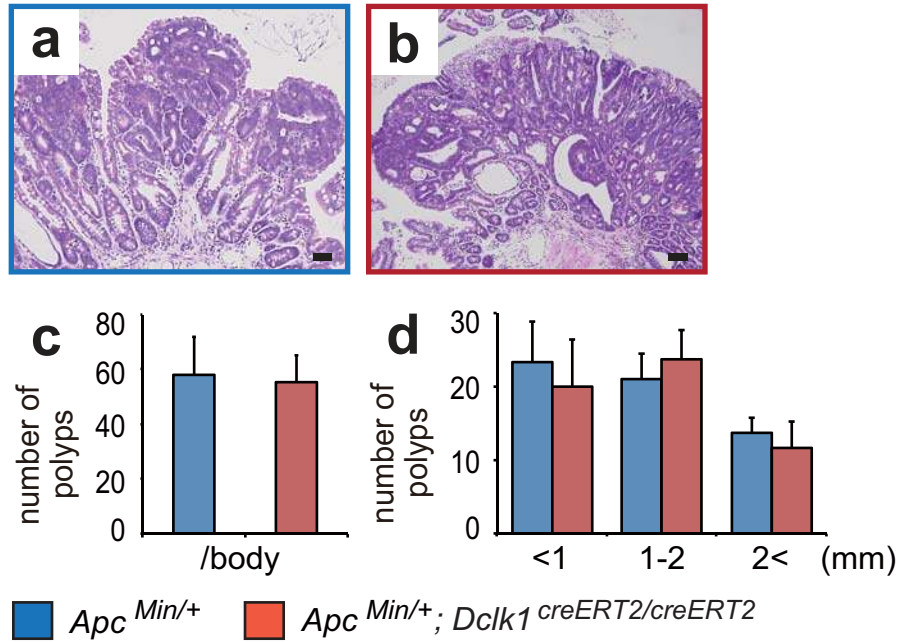 a
b
c
number of
polyps
80
60
40
20
0
/body
d
number of
polyps
30
20
10
0
<1
1-2
2<
(mm)
Apc Min/+
Apc Min/+; Dclk1 creERT2/creERT2